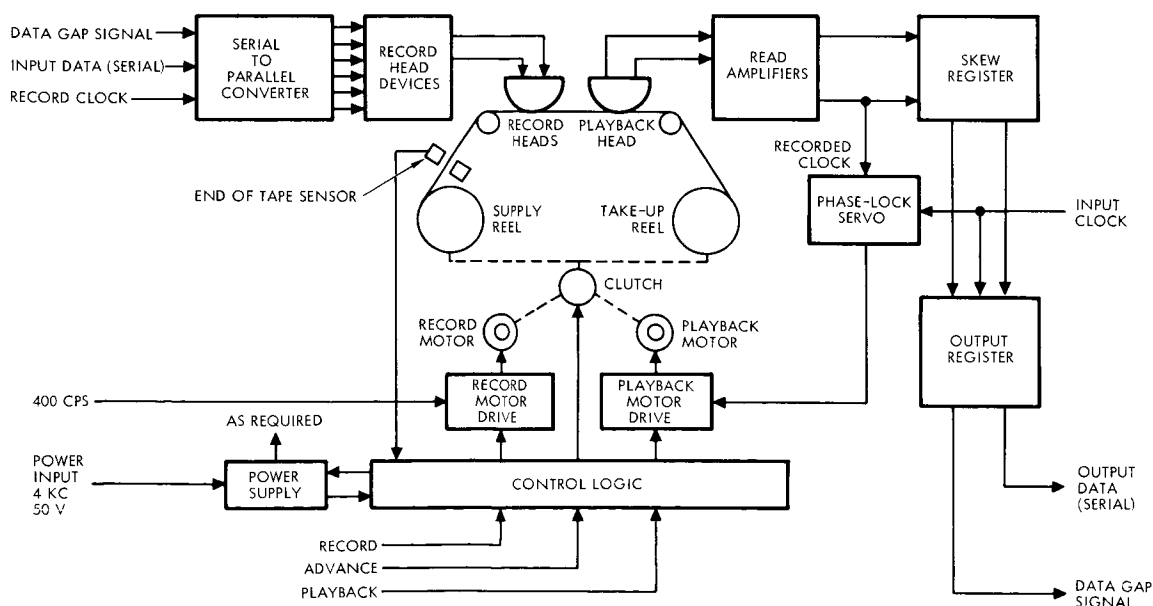 DATA GAP SIGNAL
INPUT DATA (SERIAL)
RECORD CLOCK
SERIAL
TO
PARALLEL
CONVERTER
RECORD
HEAD
DEVICES
RECORD
HEADS
PLAYBACK
HEAD
READ
AMPLIFIERS
SKEW
REGISTER
RECORDED
CLOCK
END OF TAPE SENSOR
SUPPLY
REEL
TAKE-UP
REEL
PHASE-LOCK
SERVO
INPUT
CLOCK
CLUTCH
RECORD
MOTOR
PLAYBACK
MOTOR
OUTPUT
REGISTER
400 CPS
RECORD
MOTOR
DRIVE
PLAYBACK
MOTOR
DRIVE
AS REQUIRED
POWER
INPUT
4 KC
50 V
POWER
SUPPLY
CONTROL LOGIC
OUTPUT
DATA
(SERIAL)
RECORD
ADVANCE
PLAYBACK
DATA GAP
SIGNAL